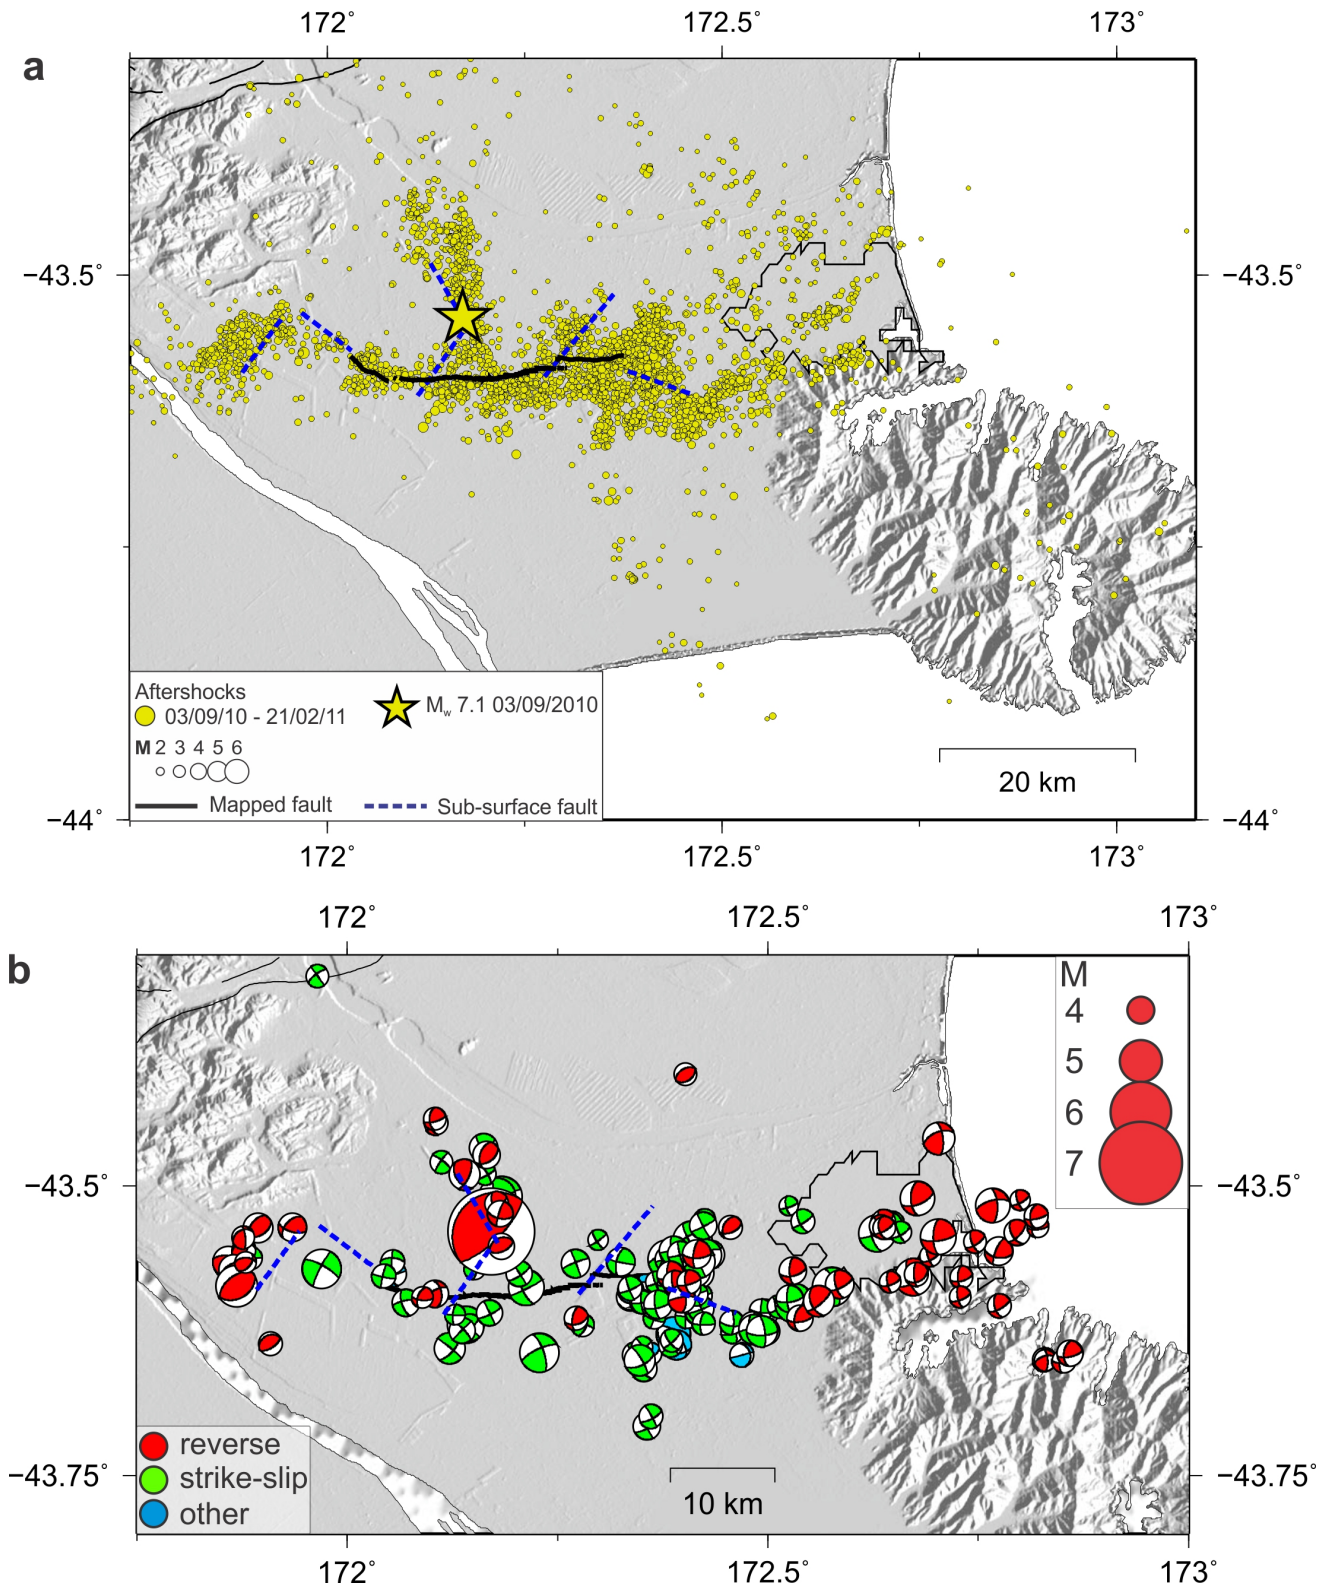 172˚ 172.5˚ 173˚
a
−43.5˚ −43.5˚
Aftershocks
03/09/10 - 21/02/11
Mw 7.1 03/09/2010
M 2 3 4 5 6
Mapped fault
Sub-surface fault
20 km
−44˚ −44˚
172˚ 172.5˚ 173˚
172˚ 172.5˚ 173˚
b
M
4
5
6
7
−43.5˚ −43.5˚
reverse
strike-slip
other
10 km
−43.75˚ −43.75˚
172˚ 172.5˚ 173˚